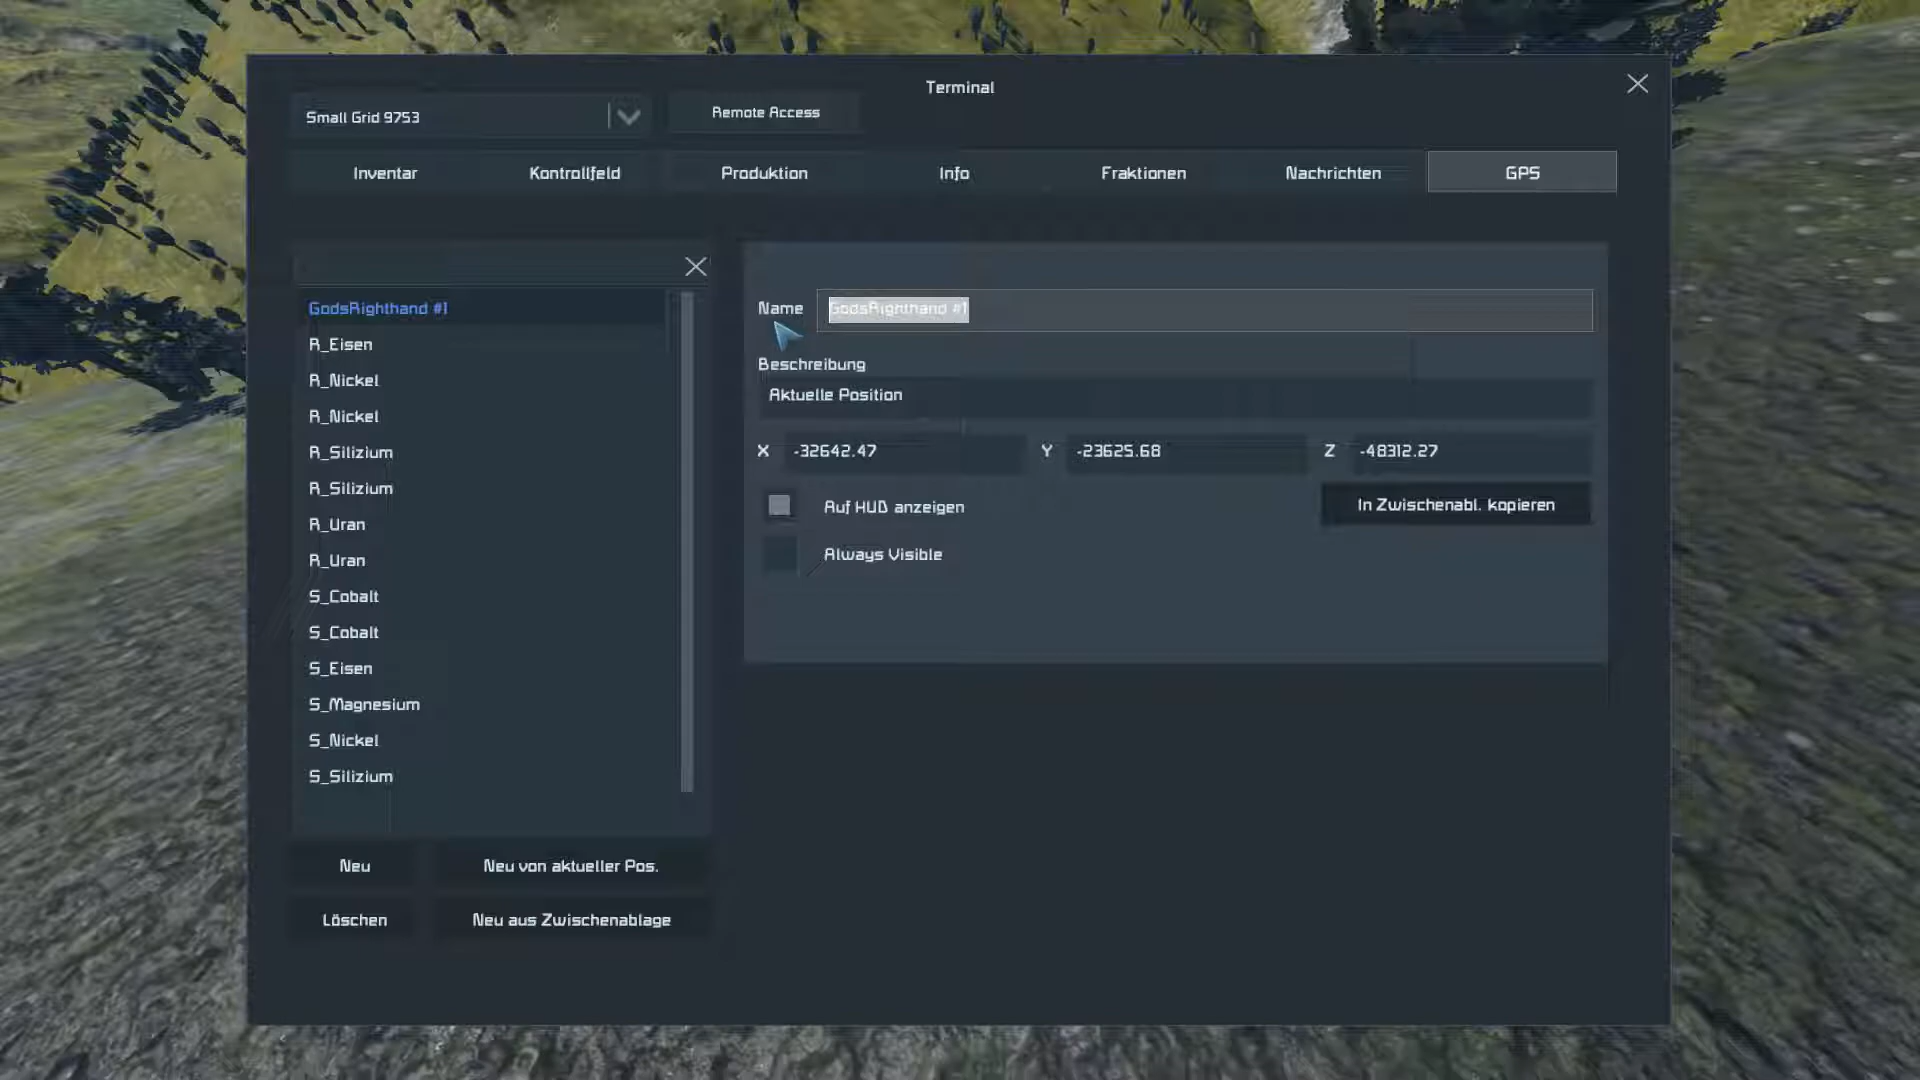 Terminal
Small Grid 9753
Remote Access
Inventar
Kontrollfeld
Produktion
Info
Fraktionen
Nachrichten
GPS
GodsRighthand #1
R_Eisen
R_Nickel
R_Nickel
R_Silizium
R_Silizium
R_Uran
R_Uran
S_Cobalt
S_Cobalt
S_Eisen
S_Magnesium
S_Nickel
S_Silizium
Neu
Neu von aktueller Pos.
Löschen
Neu aus Zwischenablage
Name
GodsRighthand #1
Beschreibung
Aktuelle Position
X -32642.47
Y -23625.68
Z -48312.27
Auf HUD anzeigen
In Zwischenabl. kopieren
Always Visible